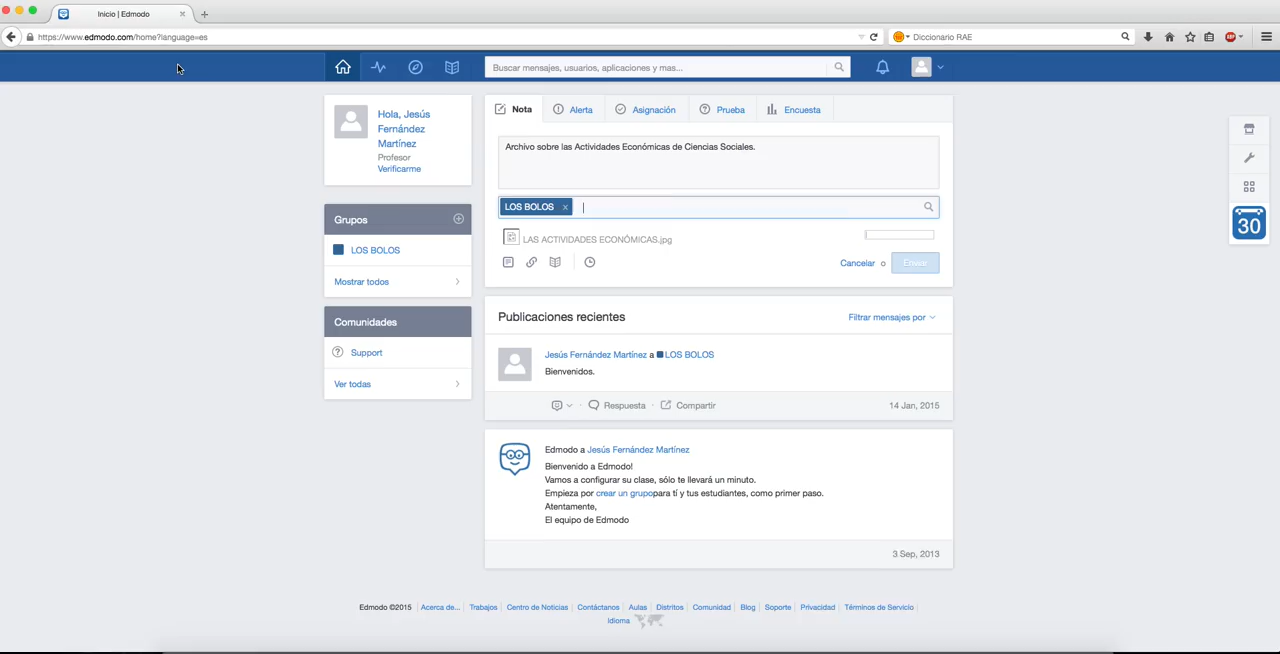 Inicio | Edmodo
https://www.edmodo.com/home?language=es
Diccionario RAE
ABP
Buscar mensajes, usuarios, aplicaciones y mas...
Hola, Jesús
Fernández
Martínez
Profesor
Verificarme
Grupos
LOS BOLOS
Mostrar todos
Comunidades
Support
Ver todas
Nota
Alerta
Asignación
Prueba
Encuesta
Archivo sobre las Actividades Económicas de Ciencias Sociales.
LOS BOLOS
LAS ACTIVIDADES ECONÓMICAS.jpg
Cancelar o Enviar
Publicaciones recientes
Filtrar mensajes por
Jesús Fernández Martínez a LOS BOLOS
Bienvenidos.
Respuesta · Compartir
14 Jan, 2015
Edmodo a Jesús Fernández Martínez
Bienvenido a Edmodo!
Vamos a configurar su clase, sólo te llevará un minuto.
Empieza por crear un grupopara tí y tus estudiantes, como primer paso.
Atentamente,
El equipo de Edmodo
3 Sep, 2013
30
Edmodo ©2015 | Acerca de... | Trabajos | Centro de Noticias | Contáctanos | Aulas | Distritos | Comunidad | Blog | Soporte | Privacidad | Términos de Servicio
Idioma